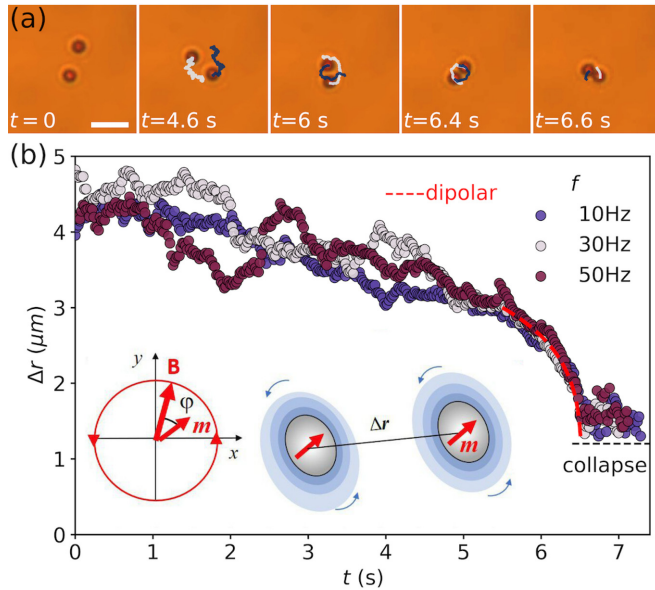 (a)
t = 0
t=4.6 s
t=6 s
t=6.4 s
t=6.6 s
(b)
5
4
3
2
1
0
Δr (μm)
0
1
2
3
4
5
6
7
t (s)
dipolar
f
10Hz
30Hz
50Hz
y
B
φ
m
x
Δr
m
collapse